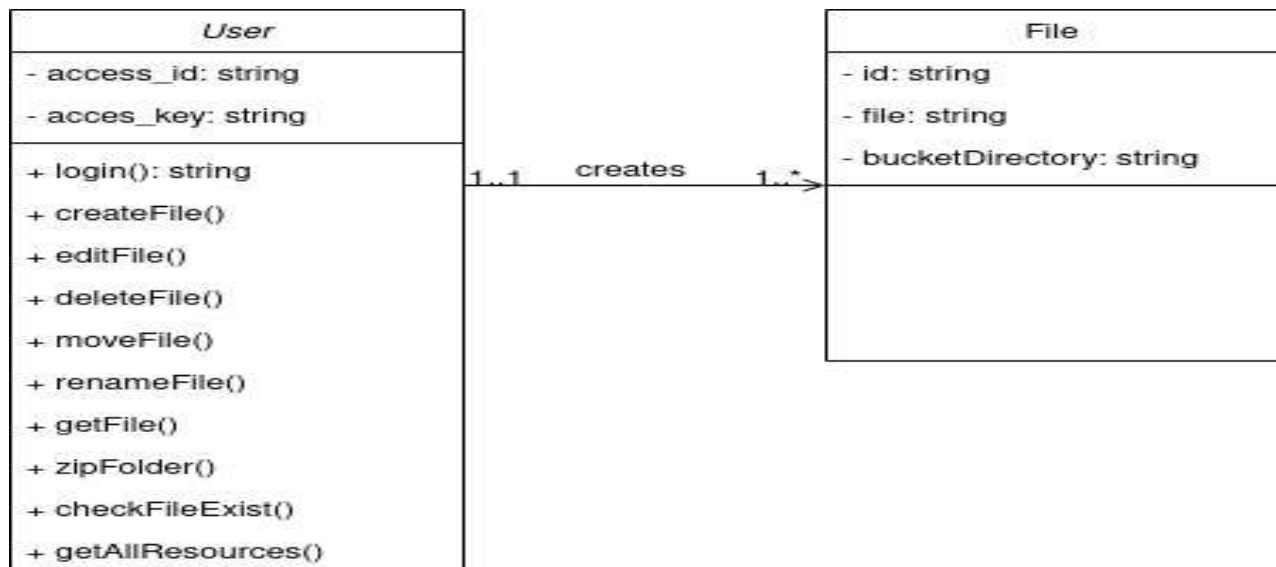 User
- access_id: string
- acces_key: string
+ login(): string
+ createFile()
+ editFile()
+ deleteFile()
+ moveFile()
+ renameFile()
+ getFile()
+ zipFolder()
+ checkFileExist()
+ getAllResources()
1..1 creates 1..*
File
- id: string
- file: string
- bucketDirectory: string